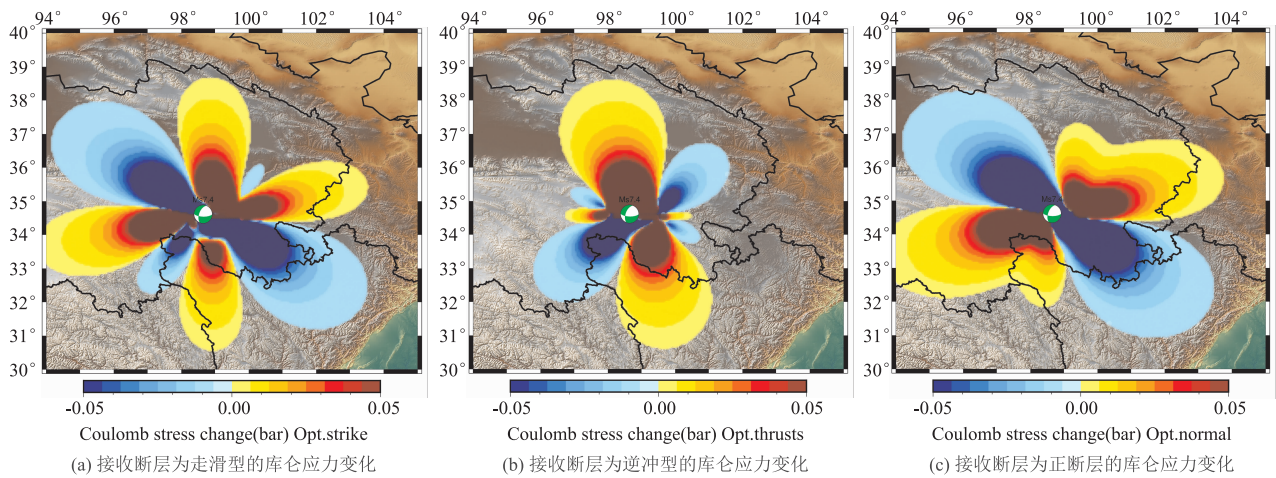 94 96° 98° 100° 102° 104°
40°
39°
38°
37°
36°
35°
34°
33°
32°
31°
30°
Ms7.4
-0.05 0.00 0.05
Coulomb stress change(bar) Opt.strike
(a) 接收断层为走滑型的库仑应力变化
94 96° 98° 100° 102° 104°
40°
39°
38°
37°
36°
35°
34°
33°
32°
31°
30°
Ms7.4
-0.05 0.00 0.05
Coulomb stress change(bar) Opt.thrusts
(b) 接收断层为逆冲型的库仑应力变化
94 96° 98° 100° 102° 104°
40°
39°
38°
37°
36°
35°
34°
33°
32°
31°
30°
Ms7.4
-0.05 0.00 0.05
Coulomb stress change(bar) Opt.normal
(c) 接收断层为正断层的库仑应力变化